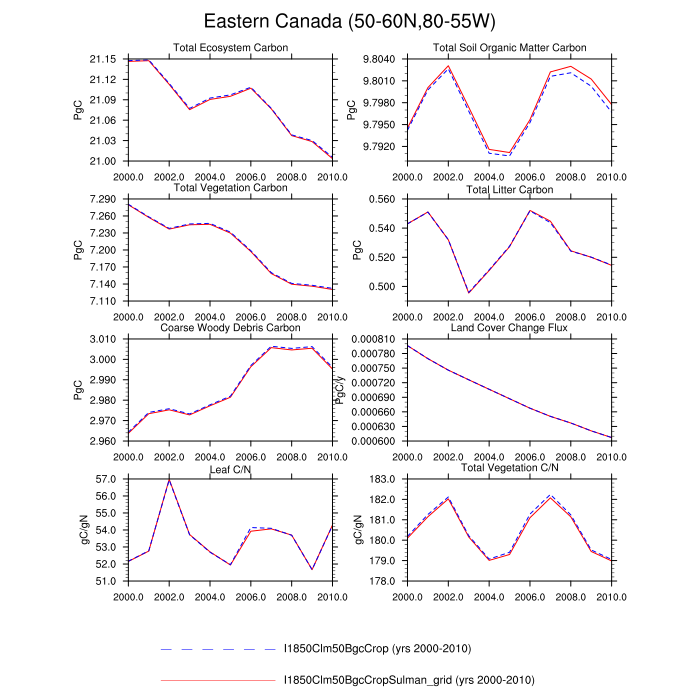 Eastern Canada (50-60N,80-55W)
Total Ecosystem Carbon
PgC
21.15
21.12
21.09
21.06
21.03
21.00
2000.0 2002.0 2004.0 2006.0 2008.0 2010.0
Total Soil Organic Matter Carbon
PgC
9.8040
9.8010
9.7980
9.7950
9.7920
2000.0 2002.0 2004.0 2006.0 2008.0 2010.0
Total Vegetation Carbon
PgC
7.290
7.260
7.230
7.200
7.170
7.140
7.110
2000.0 2002.0 2004.0 2006.0 2008.0 2010.0
Total Litter Carbon
PgC
0.560
0.540
0.520
0.500
2000.0 2002.0 2004.0 2006.0 2008.0 2010.0
Coarse Woody Debris Carbon
PgC
3.010
3.000
2.990
2.980
2.970
2.960
2000.0 2002.0 2004.0 2006.0 2008.0 2010.0
Land Cover Change Flux
PgC/y
0.000810
0.000780
0.000750
0.000720
0.000690
0.000660
0.000630
0.000600
2000.0 2002.0 2004.0 2006.0 2008.0 2010.0
Leaf C/N
gC/gN
57.0
56.0
55.0
54.0
53.0
52.0
51.0
2000.0 2002.0 2004.0 2006.0 2008.0 2010.0
Total Vegetation C/N
gC/gN
183.0
182.0
181.0
180.0
179.0
178.0
2000.0 2002.0 2004.0 2006.0 2008.0 2010.0
I1850Clm50BgcCrop (yrs 2000-2010)
I1850Clm50BgcCropSulman_grid (yrs 2000-2010)